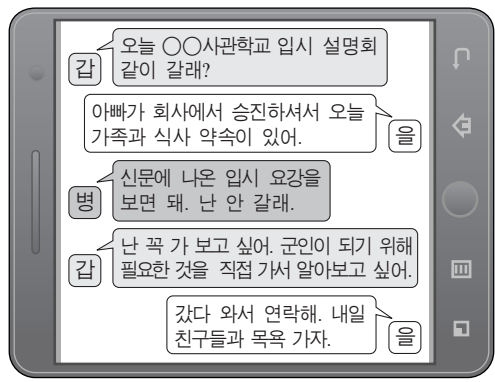 갑
오늘 ○○사관학교 입시 설명회
같이 갈래?
아빠가 회사에서 승진하셔서 오늘
가족과 식사 약속이 있어.
을
병
신문에 나온 입시 요강을
보면 돼. 난 안 갈래.
갑
난 꼭 가 보고 싶어. 군인이 되기 위해
필요한 것을 직접 가서 알아보고 싶어.
갔다 와서 연락해. 내일
친구들과 목욕 가자.
을